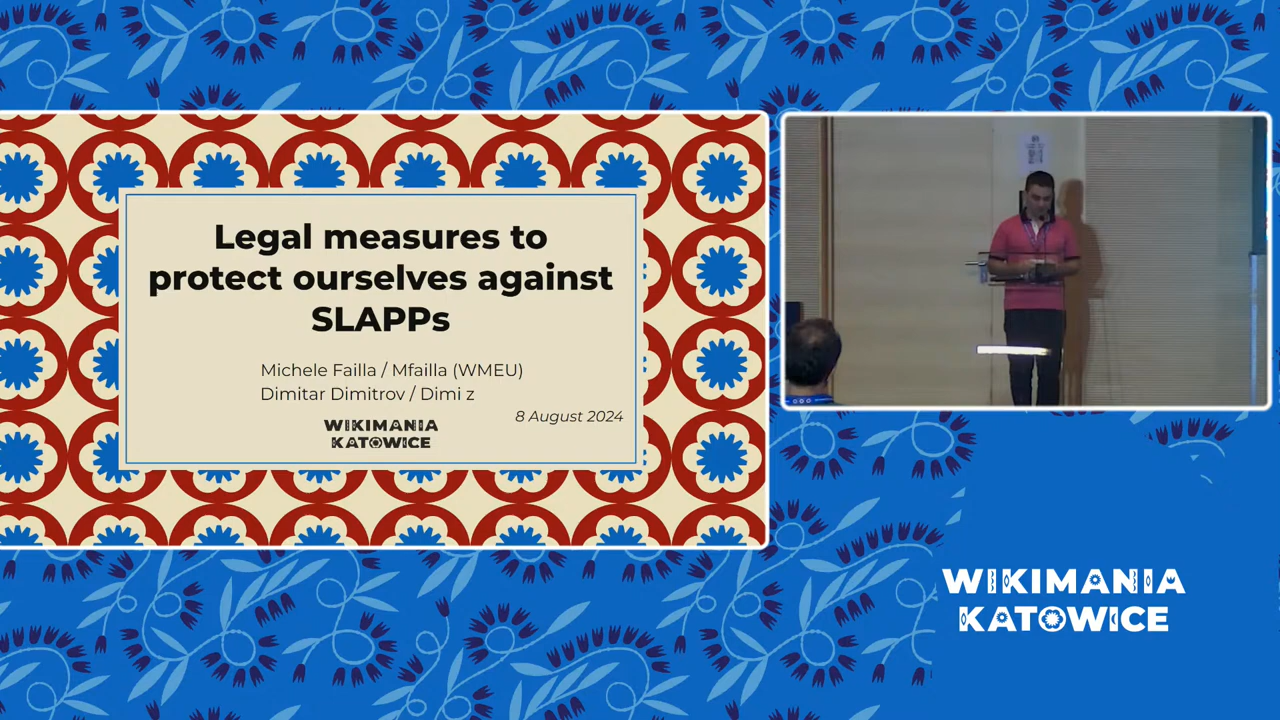 Legal measures to
protect ourselves against
SLAPPs
Michele Failla / Mfailla (WMEU)
Dimitar Dimitrov / Dimi z
8 August 2024
WIKIMANIA
KATOWICE
WIKIMANIA
KATOWICE